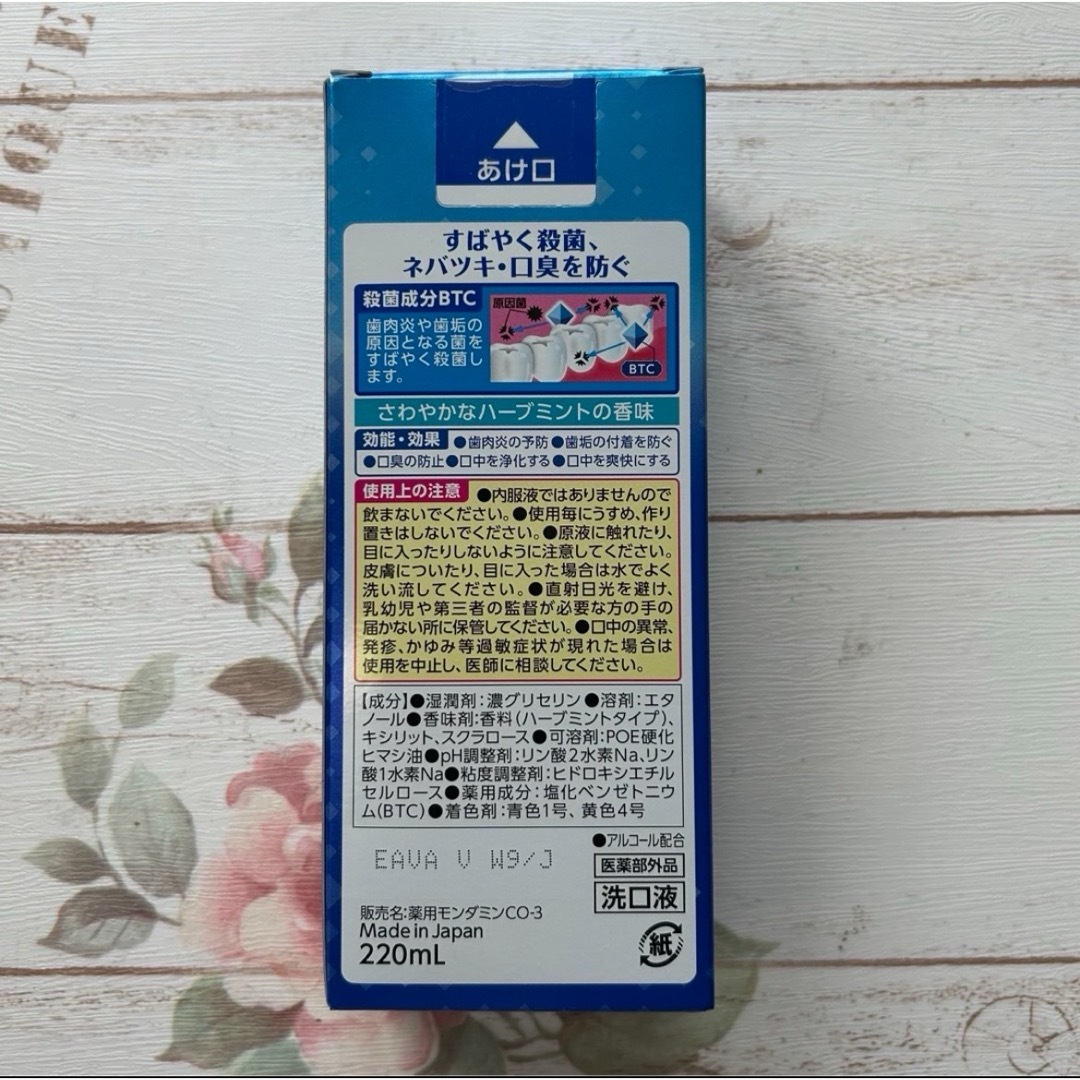 HOUE
あけ口
すばやく殺菌、
ネバツキ・口臭を防ぐ
殺菌成分BTC
歯肉炎や歯垢の
原因となる菌を
すばやく殺菌し
ます。
原因菌
BTC
さわやかなハーブミントの香味
効能・効果 ●歯肉炎の予防●歯垢の付着を防ぐ
●口臭の防止●口中を浄化する●口中を爽快にする
使用上の注意 ●内服液ではありませんので
飲まないでください。●使用毎にうすめ、作り
置きはしないでください。●原液に触れたり、
目に入ったりしないように注意してください。
皮膚についたり、目に入った場合は水でよく
洗い流してください。●直射日光を避け、
乳幼児や第三者の監督が必要な方の手の
届かない所に保管してください。●口中の異常、
発疹、かゆみ等過敏症状が現れた場合は
使用を中止し、医師に相談してください。
【成分】●湿潤剤：濃グリセリン ●溶剤：エタ
ノール●香味剤：香料（ハーブミントタイプ）、
キシリット、スクラロース●可溶剤：POE硬化
ヒマシ油●pH調整剤：リン酸2水素Na、リン
酸1水素Na●粘度調整剤：ヒドロキシエチル
セルロース●薬用成分：塩化ベンゼトニウ
ム(BTC)●着色剤：青色1号、黄色4号
●アルコール配合
EAVA V W9/J
医薬部外品
洗口液
販売名：薬用モンダミンCO-3
Made in Japan
220mL
紙